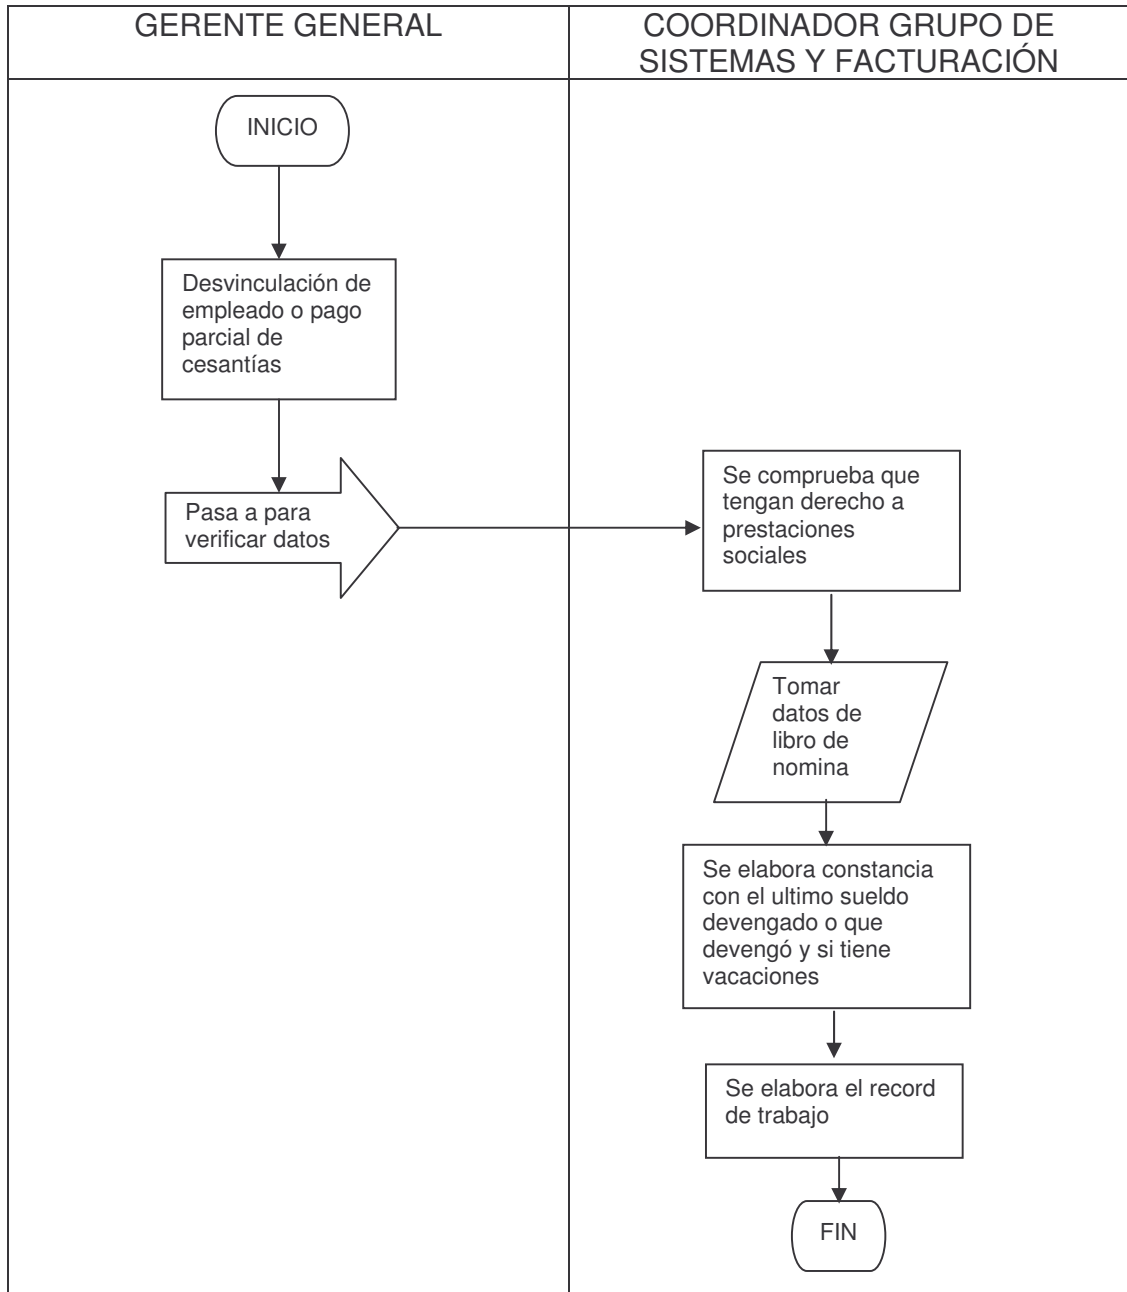 GERENTE GENERAL
COORDINADOR GRUPO DE
SISTEMAS Y FACTURACIÓN
INICIO
Desvinculación de
empleado o pago
parcial de
cesantías
Pasa a para
verificar datos
Se comprueba que
tengan derecho a
prestaciones
sociales
Tomar
datos de
libro de
nomina
Se elabora constancia
con el ultimo sueldo
devengado o que
devengó y si tiene
vacaciones
Se elabora el record
de trabajo
FIN